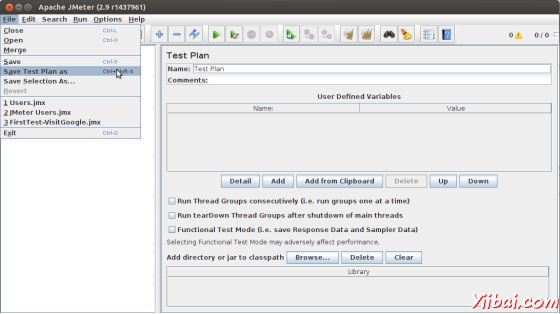 Apache JMeter (2.9 r1437961)
File Edit Search Run Options Help
Close Ctrl-L
Open Ctrl-O
Merge
Save Ctrl-S
Save Test Plan as
Save Selection As...
Revert
1 Users.jmx
2 JMeter Users.jmx
3 FirstTest-VisitGoogle.jmx
Exit Ctrl-Q
0
0 /
Test Plan
Name: Test Plan
Comments:
User Defined Variables
Name: Value
Detail Add Add from Clipboard Delete Up Down
Run Thread Groups consecutively (i.e. run groups one at a time)
Run tearDown Thread Groups after shutdown of main threads
Functional Test Mode (i.e. save Response Data and Sampler Data)
Selecting Functional Test Mode may adversely affect performance.
Add directory or jar to classpath Browse... Delete Clear
Library
Xiibai.com